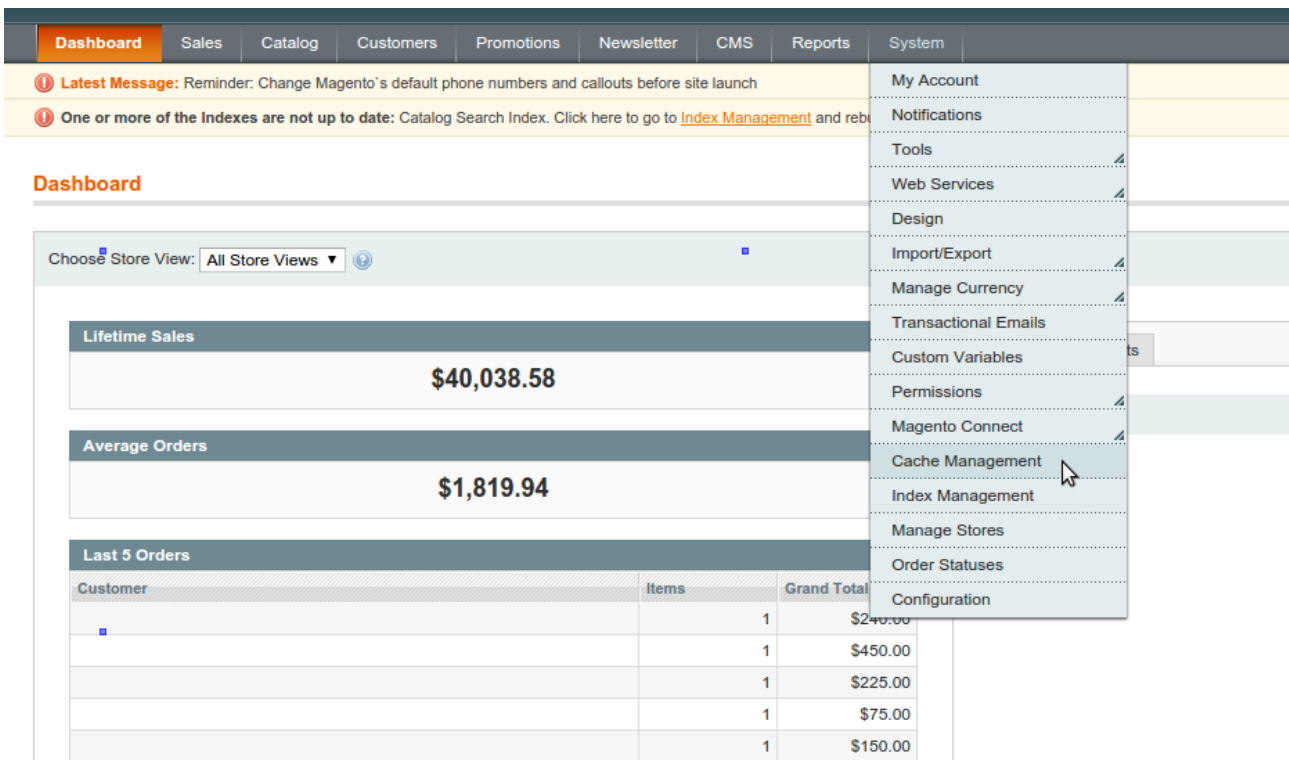 Dashboard Sales Catalog Customers Promotions Newsletter CMS Reports System
Latest Message: Reminder: Change Magento`s default phone numbers and callouts before site launch
One or more of the Indexes are not up to date: Catalog Search Index. Click here to go to Index Management and
My Account
Notifications
Tools
Web Services
Design
Import/Export
Manage Currency
Transactional Emails
Custom Variables
Permissions
Magento Connect
Cache Management
Index Management
Manage Stores
Order Statuses
Configuration
Dashboard
Choose Store View: All Store Views
Lifetime Sales
$40,038.58
Average Orders
$1,819.94
Last 5 Orders
Customer Items Grand Total
1 $240.00
1 $450.00
1 $225.00
1 $75.00
1 $150.00